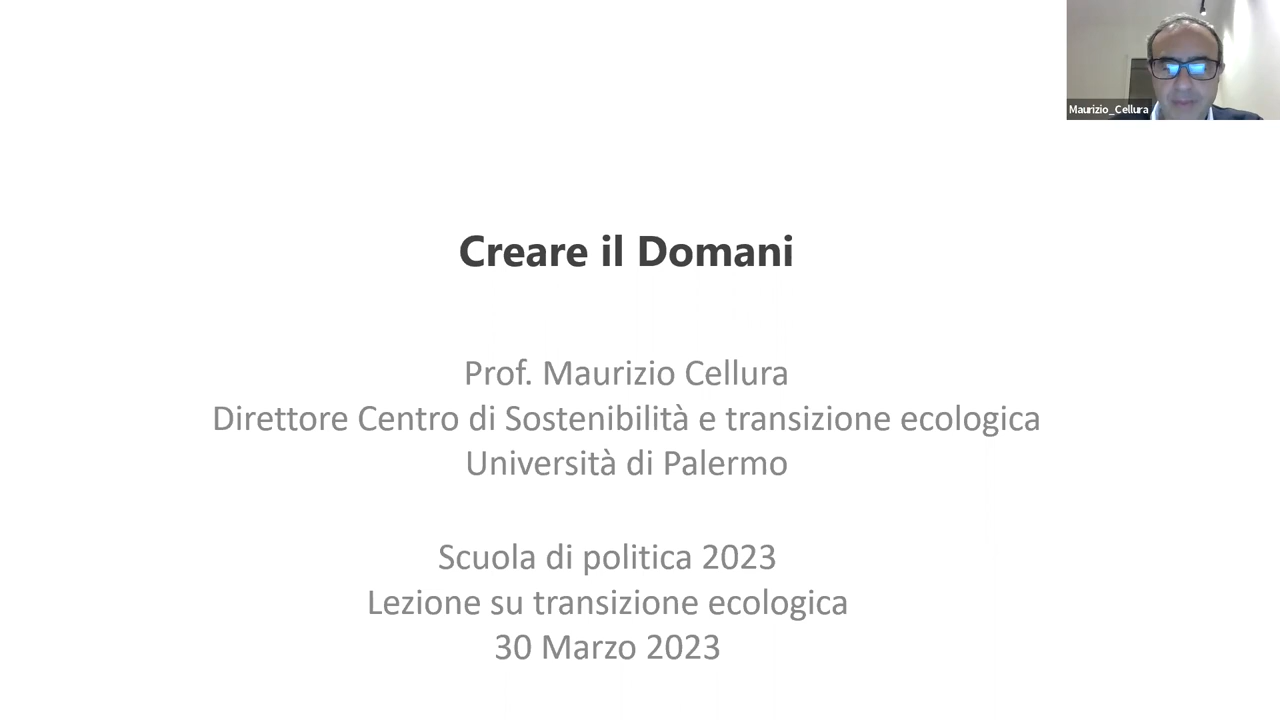 Maurizio_Cellura
Creare il Domani
Prof. Maurizio Cellura
Direttore Centro di Sostenibilità e transizione ecologica
Università di Palermo
Scuola di politica 2023
Lezione su transizione ecologica
30 Marzo 2023